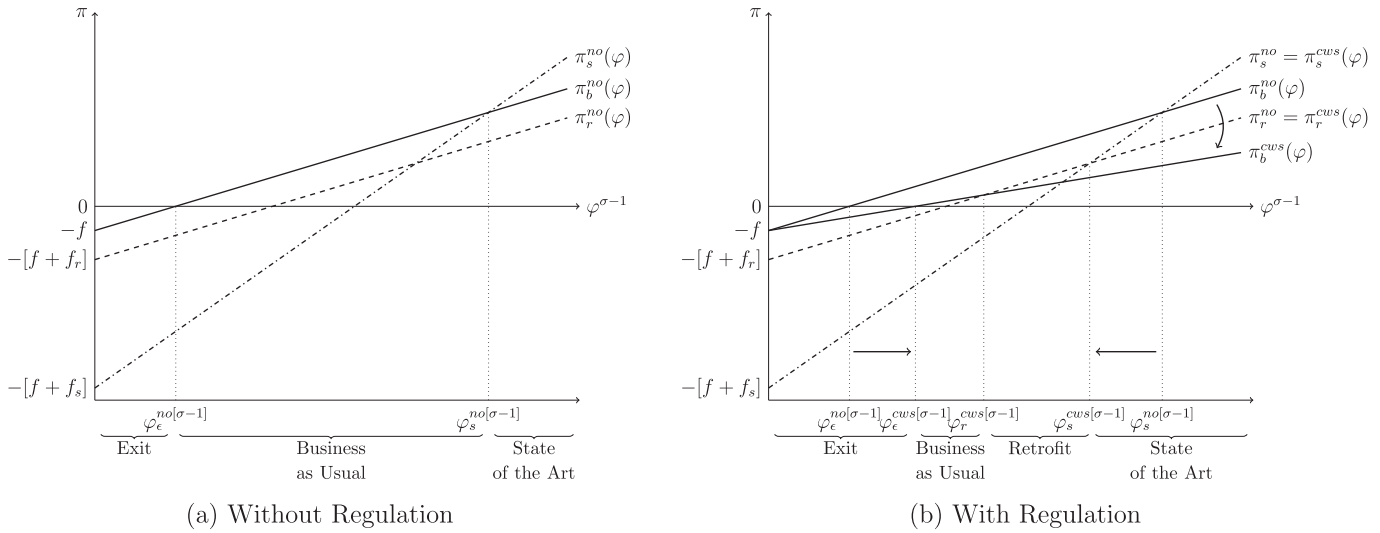 π
π_s^{no}(φ)
π_b^{no}(φ)
π_r^{no}(φ)
0
φ^{σ−1}
−f
−[f + f_r]
−[f + f_s]
φ_ϵ^{no[σ−1]}
φ_s^{no[σ−1]}
Exit
Business
as Usual
State
of the Art
(a) Without Regulation
π
π_s^{no} = π_s^{cws}(φ)
π_b^{no}(φ)
π_r^{no} = π_r^{cws}(φ)
π_b^{cws}(φ)
0
φ^{σ−1}
−f
−[f + f_r]
−[f + f_s]
φ_ϵ^{no[σ−1]}
φ_ϵ^{cws[σ−1]}
φ_r^{cws[σ−1]}
φ_s^{cws[σ−1]}
φ_s^{no[σ−1]}
Exit
Business
as Usual
Retrofit
State
of the Art
(b) With Regulation